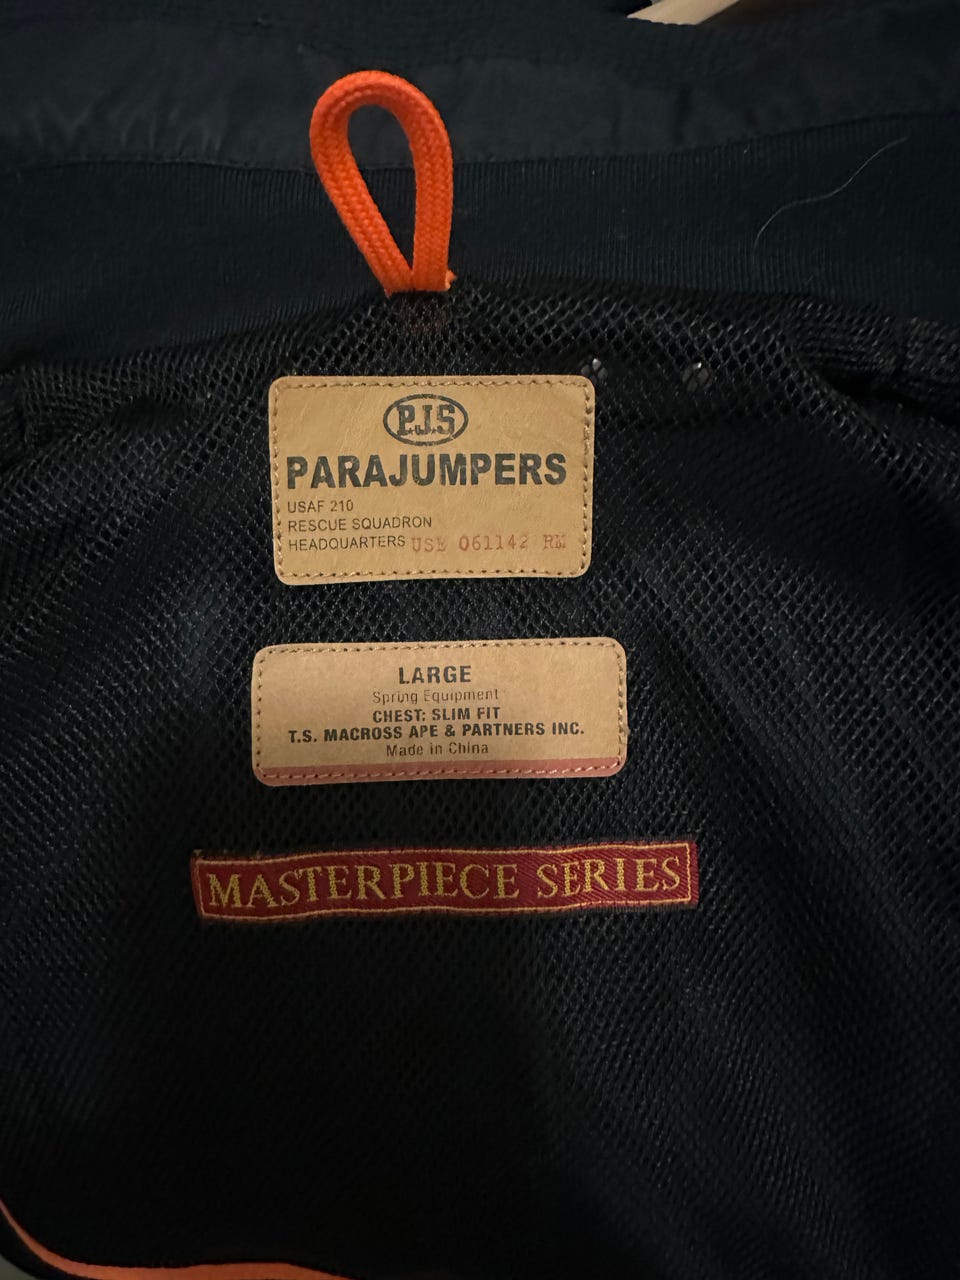 P.J.S
PARAJUMPERS
USAF 210
RESCUE SQUADRON
HEADQUARTERS USE 061142 RM
LARGE
Spring Equipment
CHEST: SLIM FIT
T.S. MACROSS APE & PARTNERS INC.
Made in China
MASTERPIECE SERIES